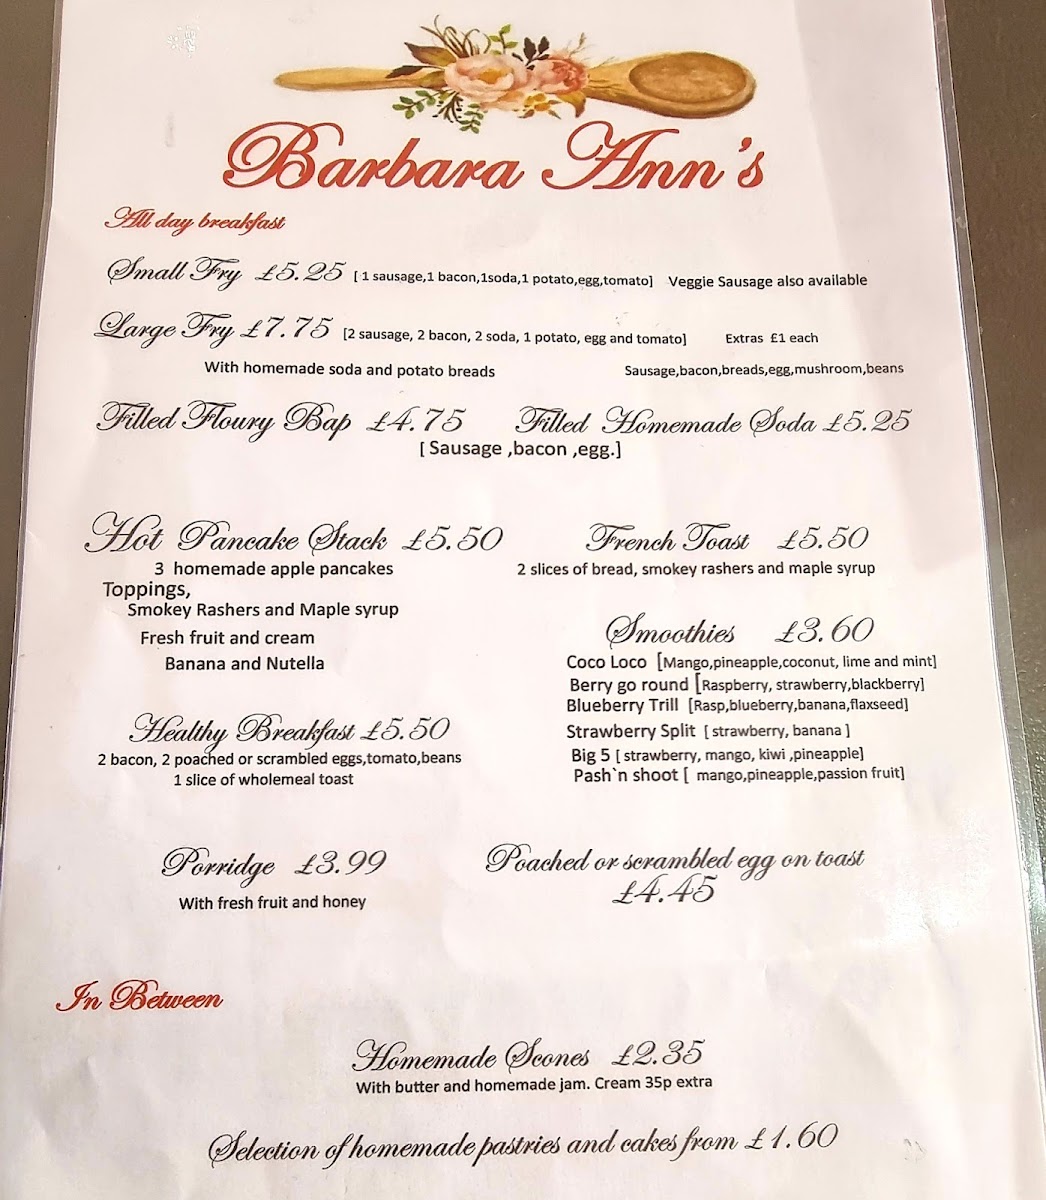 Barbara Ann's
All day breakfast
Small Fry £5.25 [ 1 sausage,1 bacon,1soda,1 potato,egg,tomato] Veggie Sausage also available
Large Fry £7.75 [2 sausage, 2 bacon, 2 soda, 1 potato, egg and tomato] Extras £1 each
With homemade soda and potato breads Sausage,bacon,breads,egg,mushroom,beans
Filled Floury Bap £4.75 Filled Homemade Soda £5.25
[ Sausage ,bacon ,egg.]
Hot Pancake Stack £5.50
3 homemade apple pancakes
Toppings,
Smokey Rashers and Maple syrup
Fresh fruit and cream
Banana and Nutella
French Toast £5.50
2 slices of bread, smokey rashers and maple syrup
Smoothies £3.60
Coco Loco [Mango,pineapple,coconut, lime and mint]
Berry go round [Raspberry, strawberry,blackberry]
Blueberry Trill [Rasp,blueberry,banana,flaxseed]
Strawberry Split [ strawberry, banana ]
Big 5 [ strawberry, mango, kiwi ,pineapple]
Pash`n shoot [ mango,pineapple,passion fruit]
Healthy Breakfast £5.50
2 bacon, 2 poached or scrambled eggs,tomato,beans
1 slice of wholemeal toast
Porridge £3.99
With fresh fruit and honey
Poached or scrambled egg on toast
£4.45
In Between
Homemade Scones £2.35
With butter and homemade jam. Cream 35p extra
Selection of homemade pastries and cakes from £1.60